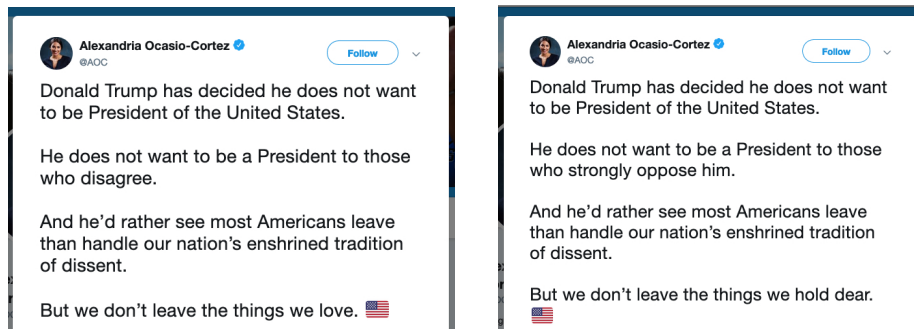 Alexandria Ocasio-Cortez
@AOC
Follow
Donald Trump has decided he does not want
to be President of the United States.
He does not want to be a President to those
who disagree.
And he’d rather see most Americans leave
than handle our nation’s enshrined tradition
of dissent.
But we don’t leave the things we love. 🇺🇸
Alexandria Ocasio-Cortez
@AOC
Follow
Donald Trump has decided he does not want
to be President of the United States.
He does not want to be a President to those
who strongly oppose him.
And he’d rather see most Americans leave
than handle our nation’s enshrined tradition
of dissent.
But we don’t leave the things we hold dear.
🇺🇸